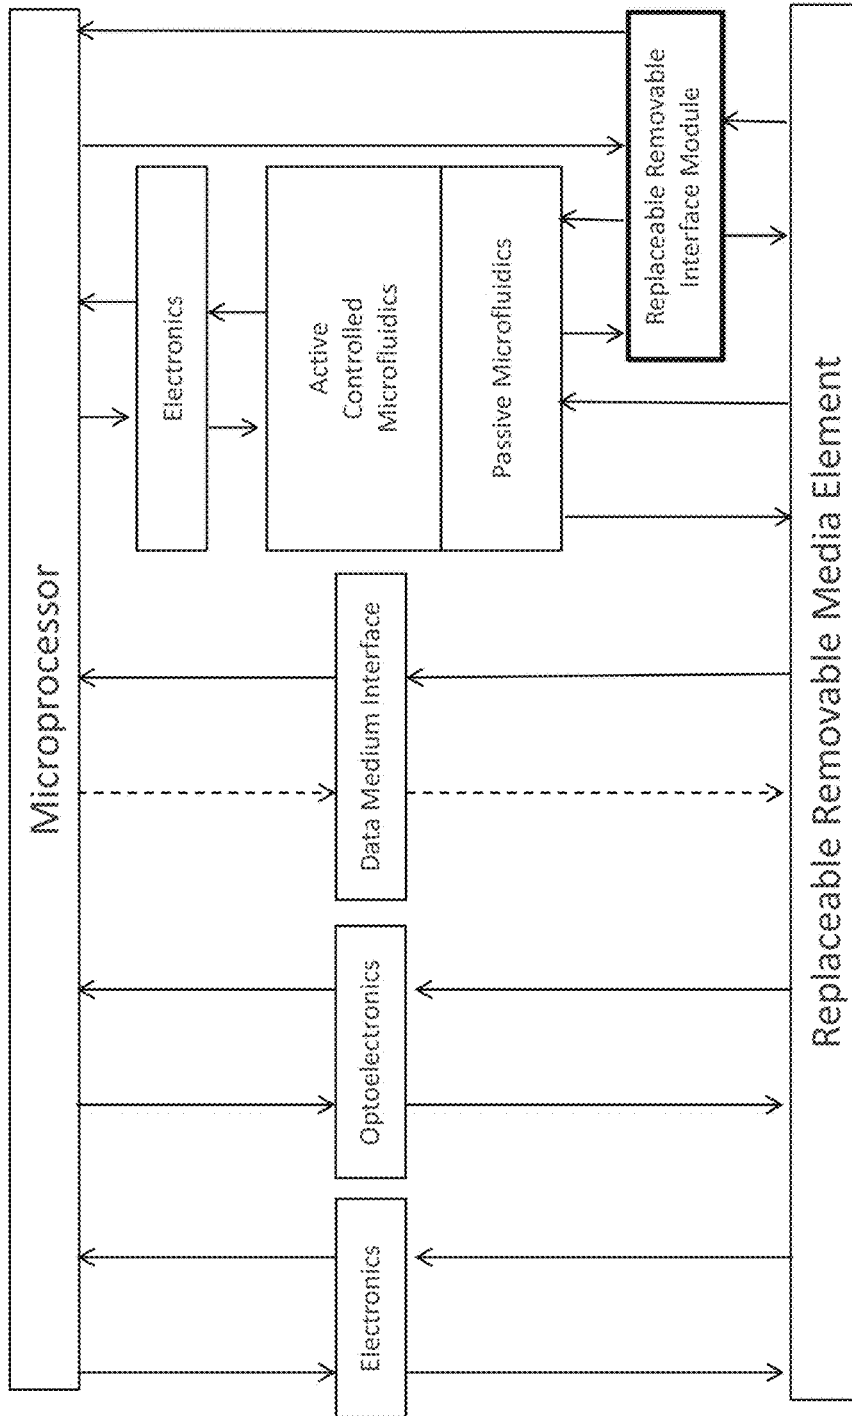 Microprocessor
Electronics
Optoelectronics
Data Medium Interface
Electronics
Active
Controlled
Microfluidics
Passive Microfluidics
Replaceable Removable
Interface Module
Replaceable Removable Media Element